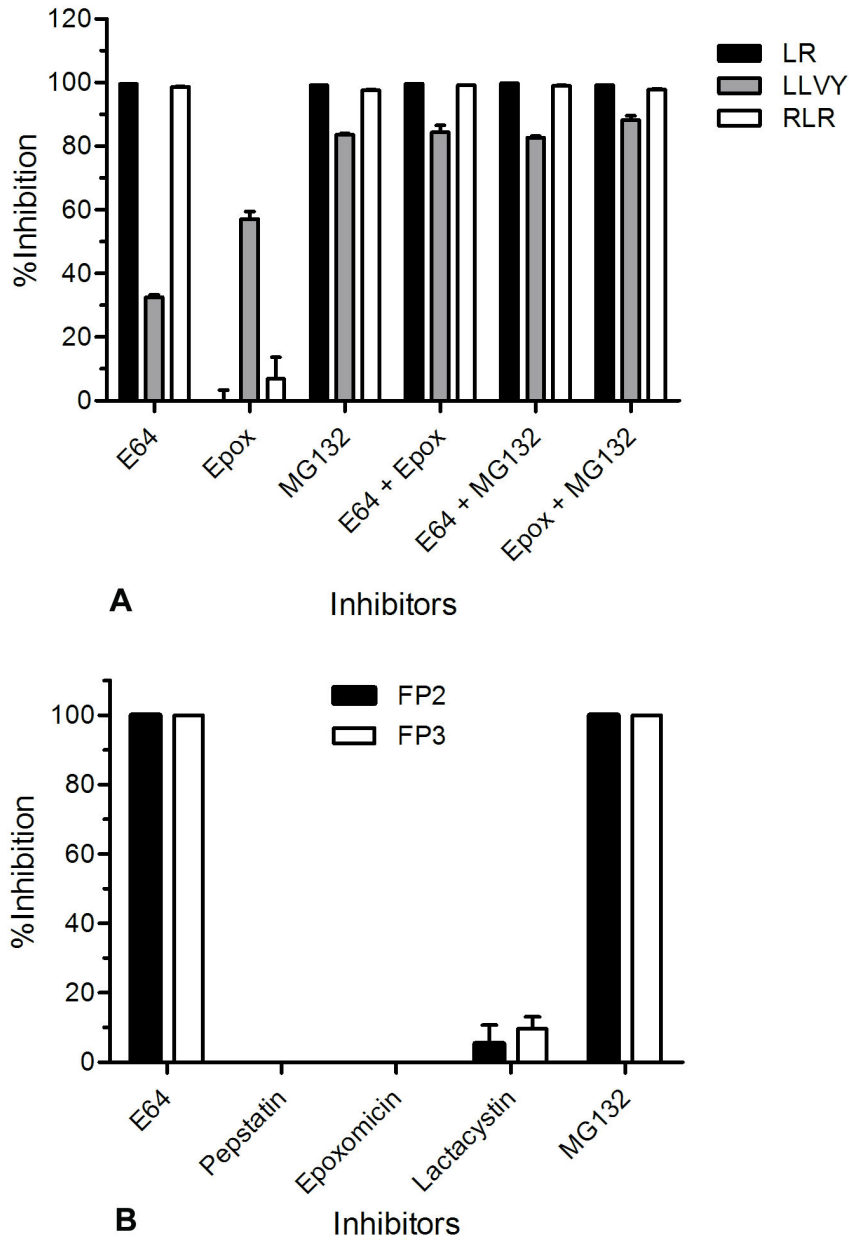 120
100
80
60
40
20
0
%Inhibition
LR
LLVY
RLR
E64
Epox
MG132
E64 + Epox
E64 + MG132
Epox + MG132
A
Inhibitors
100
80
60
40
20
0
%Inhibition
FP2
FP3
E64
Pepstatin
Epoxomicin
Lactacystin
MG132
B
Inhibitors